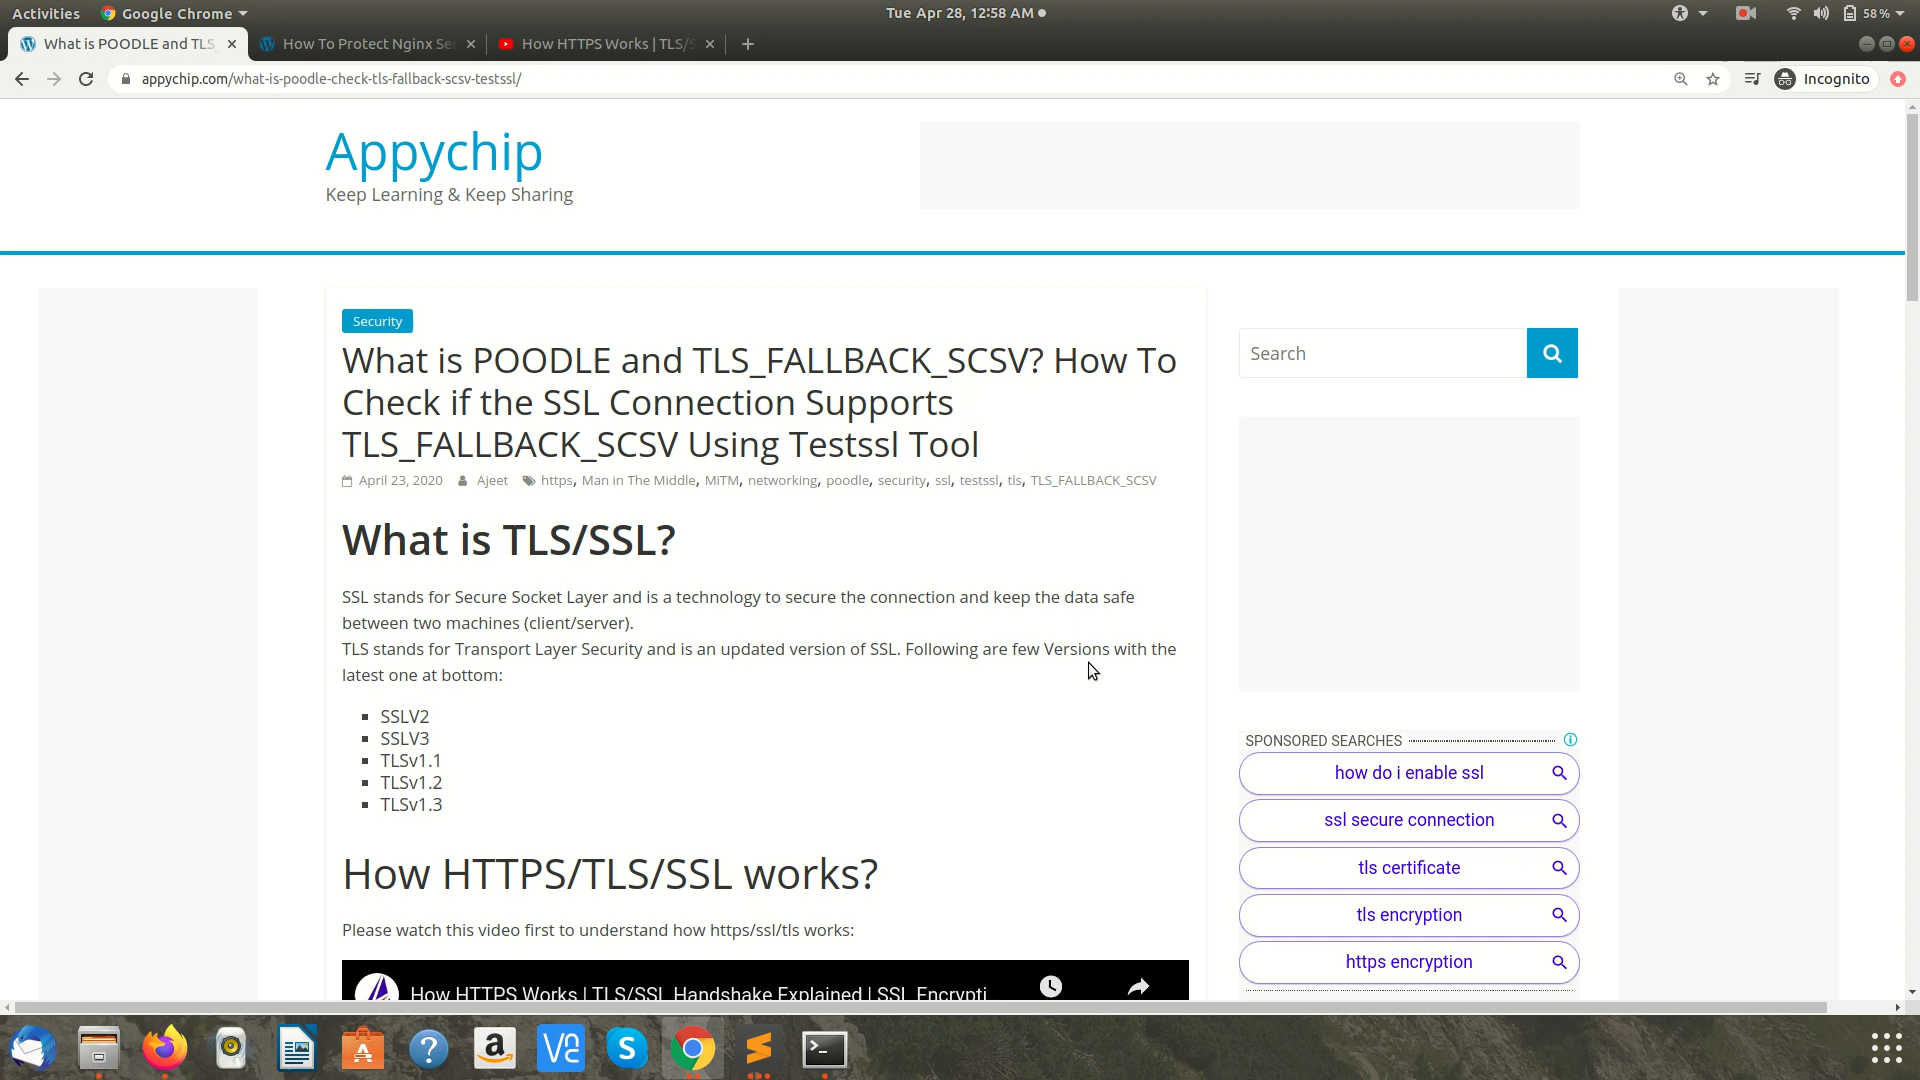 Activities
Google Chrome
Tue Apr 28, 12:58 AM
58 %
What is POODLE and TLS
How To Protect Nginx Ser
How HTTPS Works | TLS/S
appychip.com/what-is-poodle-check-tls-fallback-scsv-testssl/
Incognito
Appychip
Keep Learning & Keep Sharing
Security
What is POODLE and TLS_FALLBACK_SCSV? How To
Check if the SSL Connection Supports
TLS_FALLBACK_SCSV Using Testssl Tool
April 23, 2020 Ajeet https, Man in The Middle, MiTM, networking, poodle, security, ssl, testssl, tls, TLS_FALLBACK_SCSV
What is TLS/SSL?
SSL stands for Secure Socket Layer and is a technology to secure the connection and keep the data safe
between two machines (client/server).
TLS stands for Transport Layer Security and is an updated version of SSL. Following are few Versions with the
latest one at bottom:
SSLV2
SSLV3
TLSv1.1
TLSv1.2
TLSv1.3
How HTTPS/TLS/SSL works?
Please watch this video first to understand how https/ssl/tls works:
How HTTPS Works | TLS/SSL Handshake Explained | SSL Encrypti
Search
SPONSORED SEARCHES
how do i enable ssl
ssl secure connection
tls certificate
tls encryption
https encryption